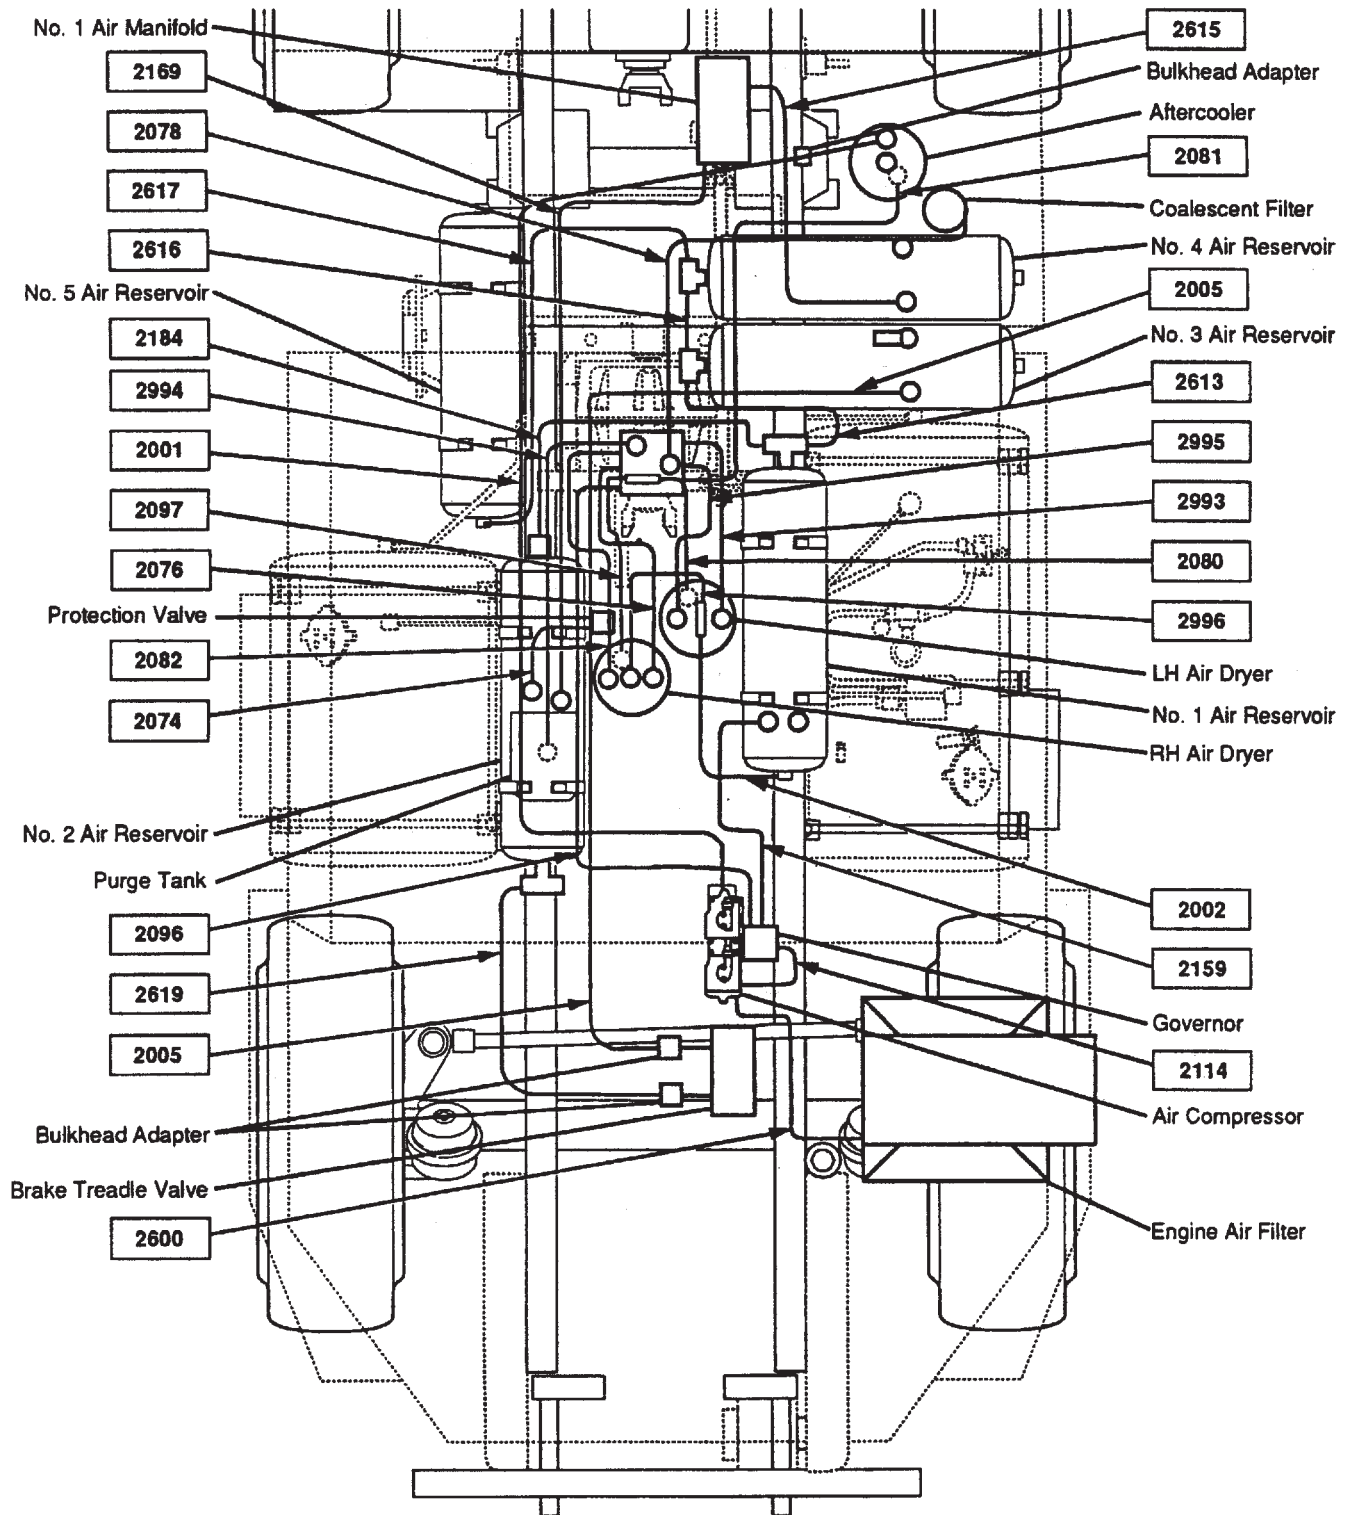 No. 1 Air Manifold
2169
2078
2617
2616
No. 5 Air Reservoir
2184
2994
2001
2097
2076
Protection Valve
2082
2074
No. 2 Air Reservoir
Purge Tank
2096
2619
2005
Bulkhead Adapter
Brake Treadle Valve
2600
2615
Bulkhead Adapter
Aftercooler
2081
Coalescent Filter
No. 4 Air Reservoir
2005
No. 3 Air Reservoir
2613
2995
2993
2080
2996
LH Air Dryer
No. 1 Air Reservoir
RH Air Dryer
2002
2159
Governor
2114
Air Compressor
Engine Air Filter